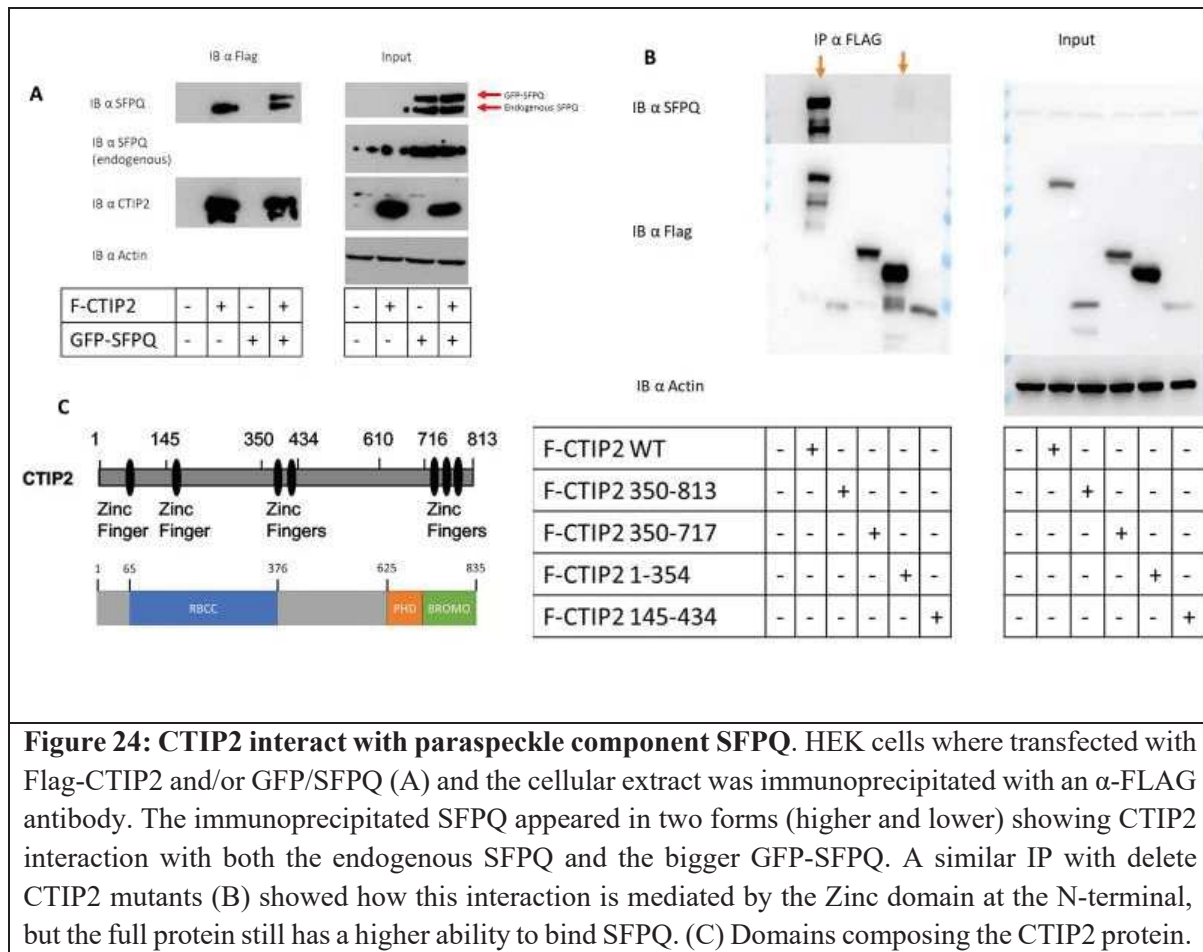 IB α Flag
Input
A
IB α SFPQ
GFP-SFPQ
Endogenous SFPQ
IB α SFPQ
(endogenous)
IB α CTIP2
IB α Actin
F-CTIP2 - + - + - - + - +
GFP-SFPQ - - + + - - - + +
B
IP α FLAG
Input
IB α SFPQ
IB α Flag
IB α Actin
F-CTIP2 WT - + - - - - - + - - - -
F-CTIP2 350-813 - - + - - - - - + - - -
F-CTIP2 350-717 - - - + - - - - - + - -
F-CTIP2 1-354 - - - - + - - - - - + -
F-CTIP2 145-434 - - - - - + - - - - - +
C
1 145 350 434 610 716 813
CTIP2
Zinc Zinc Zinc Zinc
Finger Finger Fingers Fingers
1 65 376 625 835
RBCC PHD BROMO
Figure 24: CTIP2 interact with paraspeckle component SFPQ. HEK cells where transfected with
Flag-CTIP2 and/or GFP/SFPQ (A) and the cellular extract was immunoprecipitated with an α-FLAG
antibody. The immunoprecipitated SFPQ appeared in two forms (higher and lower) showing CTIP2
interaction with both the endogenous SFPQ and the bigger GFP-SFPQ. A similar IP with delete
CTIP2 mutants (B) showed how this interaction is mediated by the Zinc domain at the N-terminal,
but the full protein still has a higher ability to bind SFPQ. (C) Domains composing the CTIP2 protein.